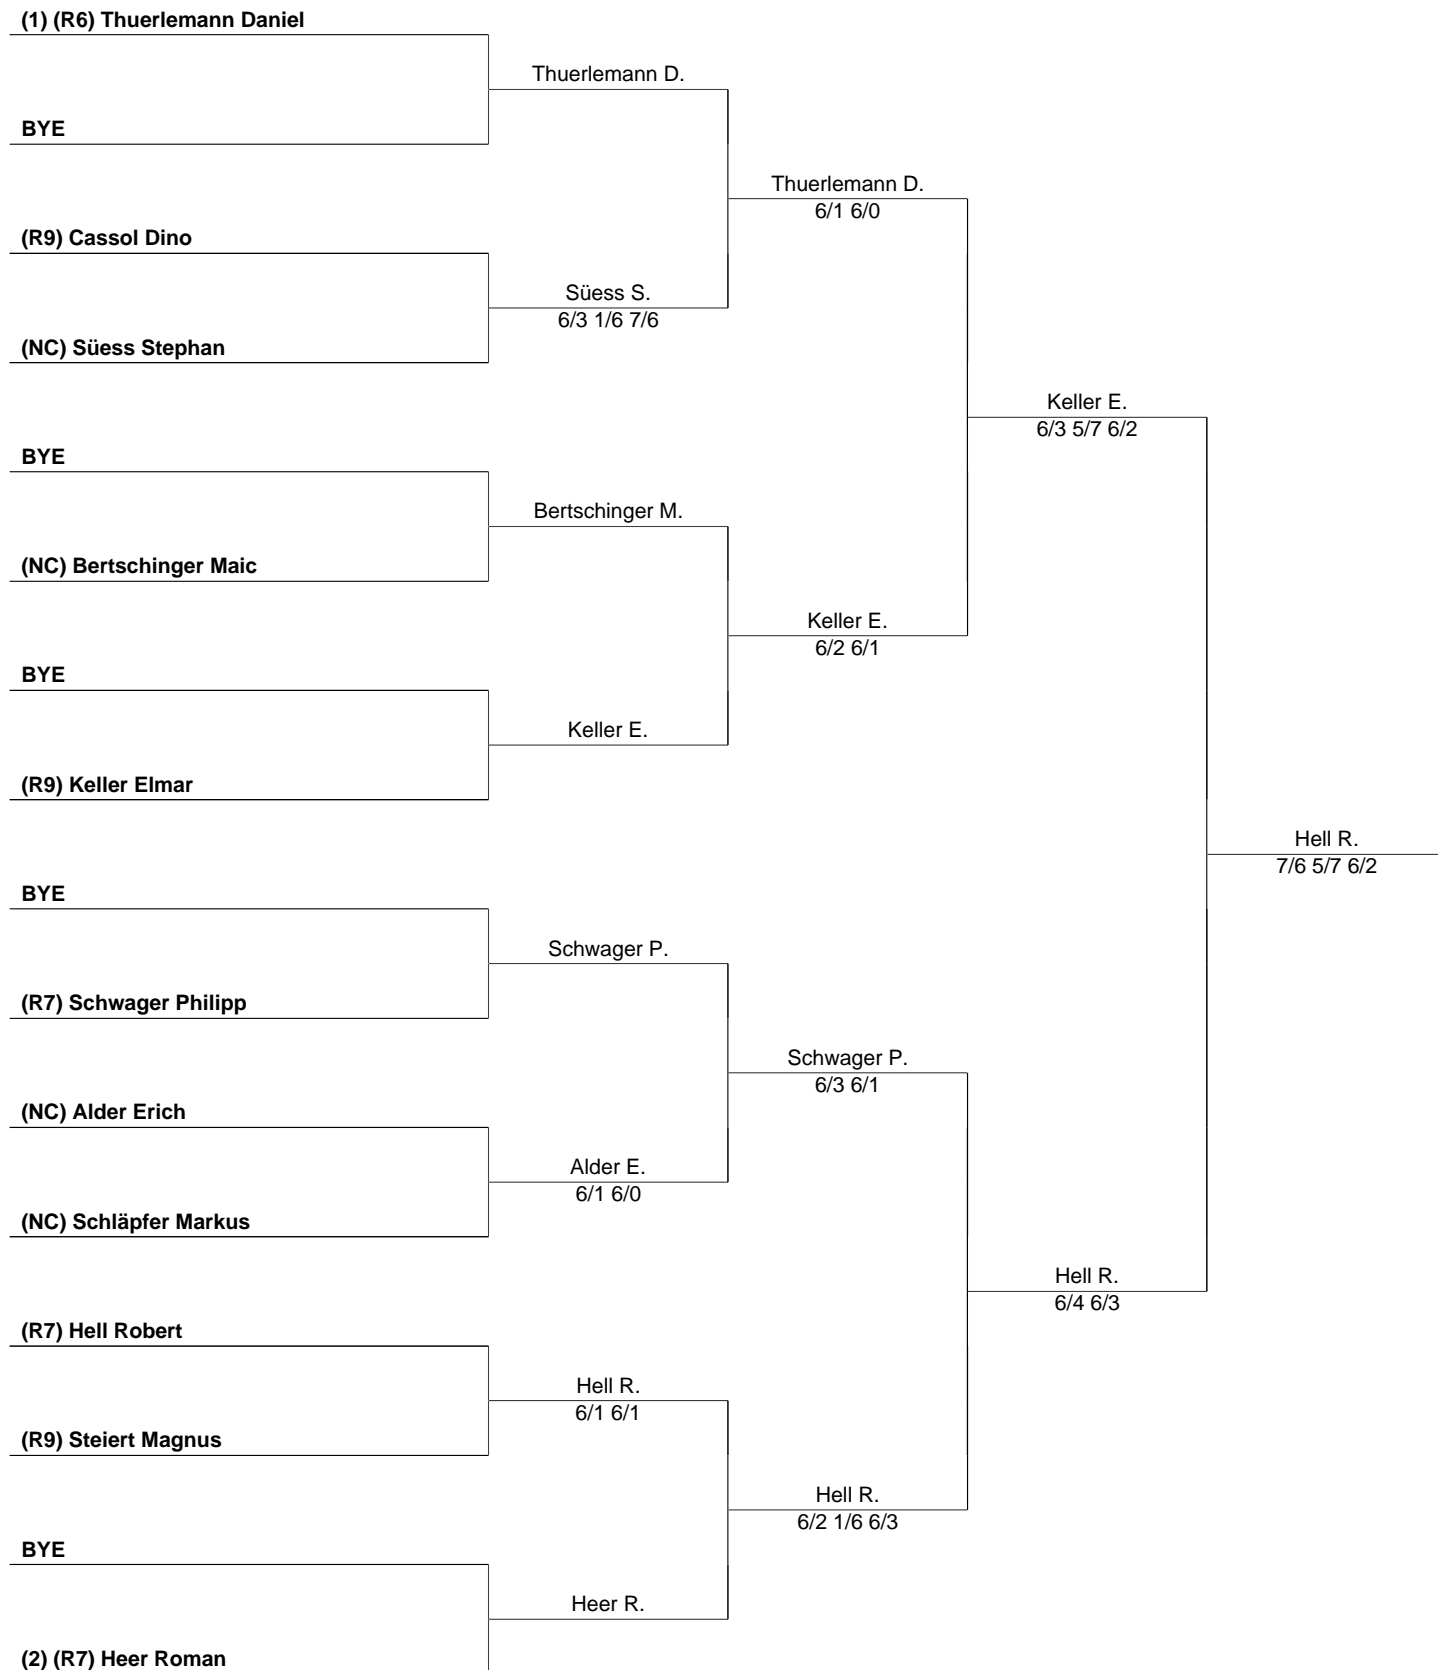 (1) (R6) Thuerlemann Daniel
Thuerlemann D.
BYE
Thuerlemann D.
6/1 6/0
(R9) Cassol Dino
Süess S.
6/3 1/6 7/6
(NC) Süess Stephan
Keller E.
6/3 5/7 6/2
BYE
Bertschinger M.
(NC) Bertschinger Maic
Keller E.
6/2 6/1
BYE
Keller E.
(R9) Keller Elmar
Hell R.
7/6 5/7 6/2
BYE
Schwager P.
(R7) Schwager Philipp
Schwager P.
6/3 6/1
(NC) Alder Erich
Alder E.
6/1 6/0
(NC) Schläpfer Markus
Hell R.
6/4 6/3
(R7) Hell Robert
Hell R.
6/1 6/1
(R9) Steiert Magnus
Hell R.
6/2 1/6 6/3
BYE
Heer R.
(2) (R7) Heer Roman